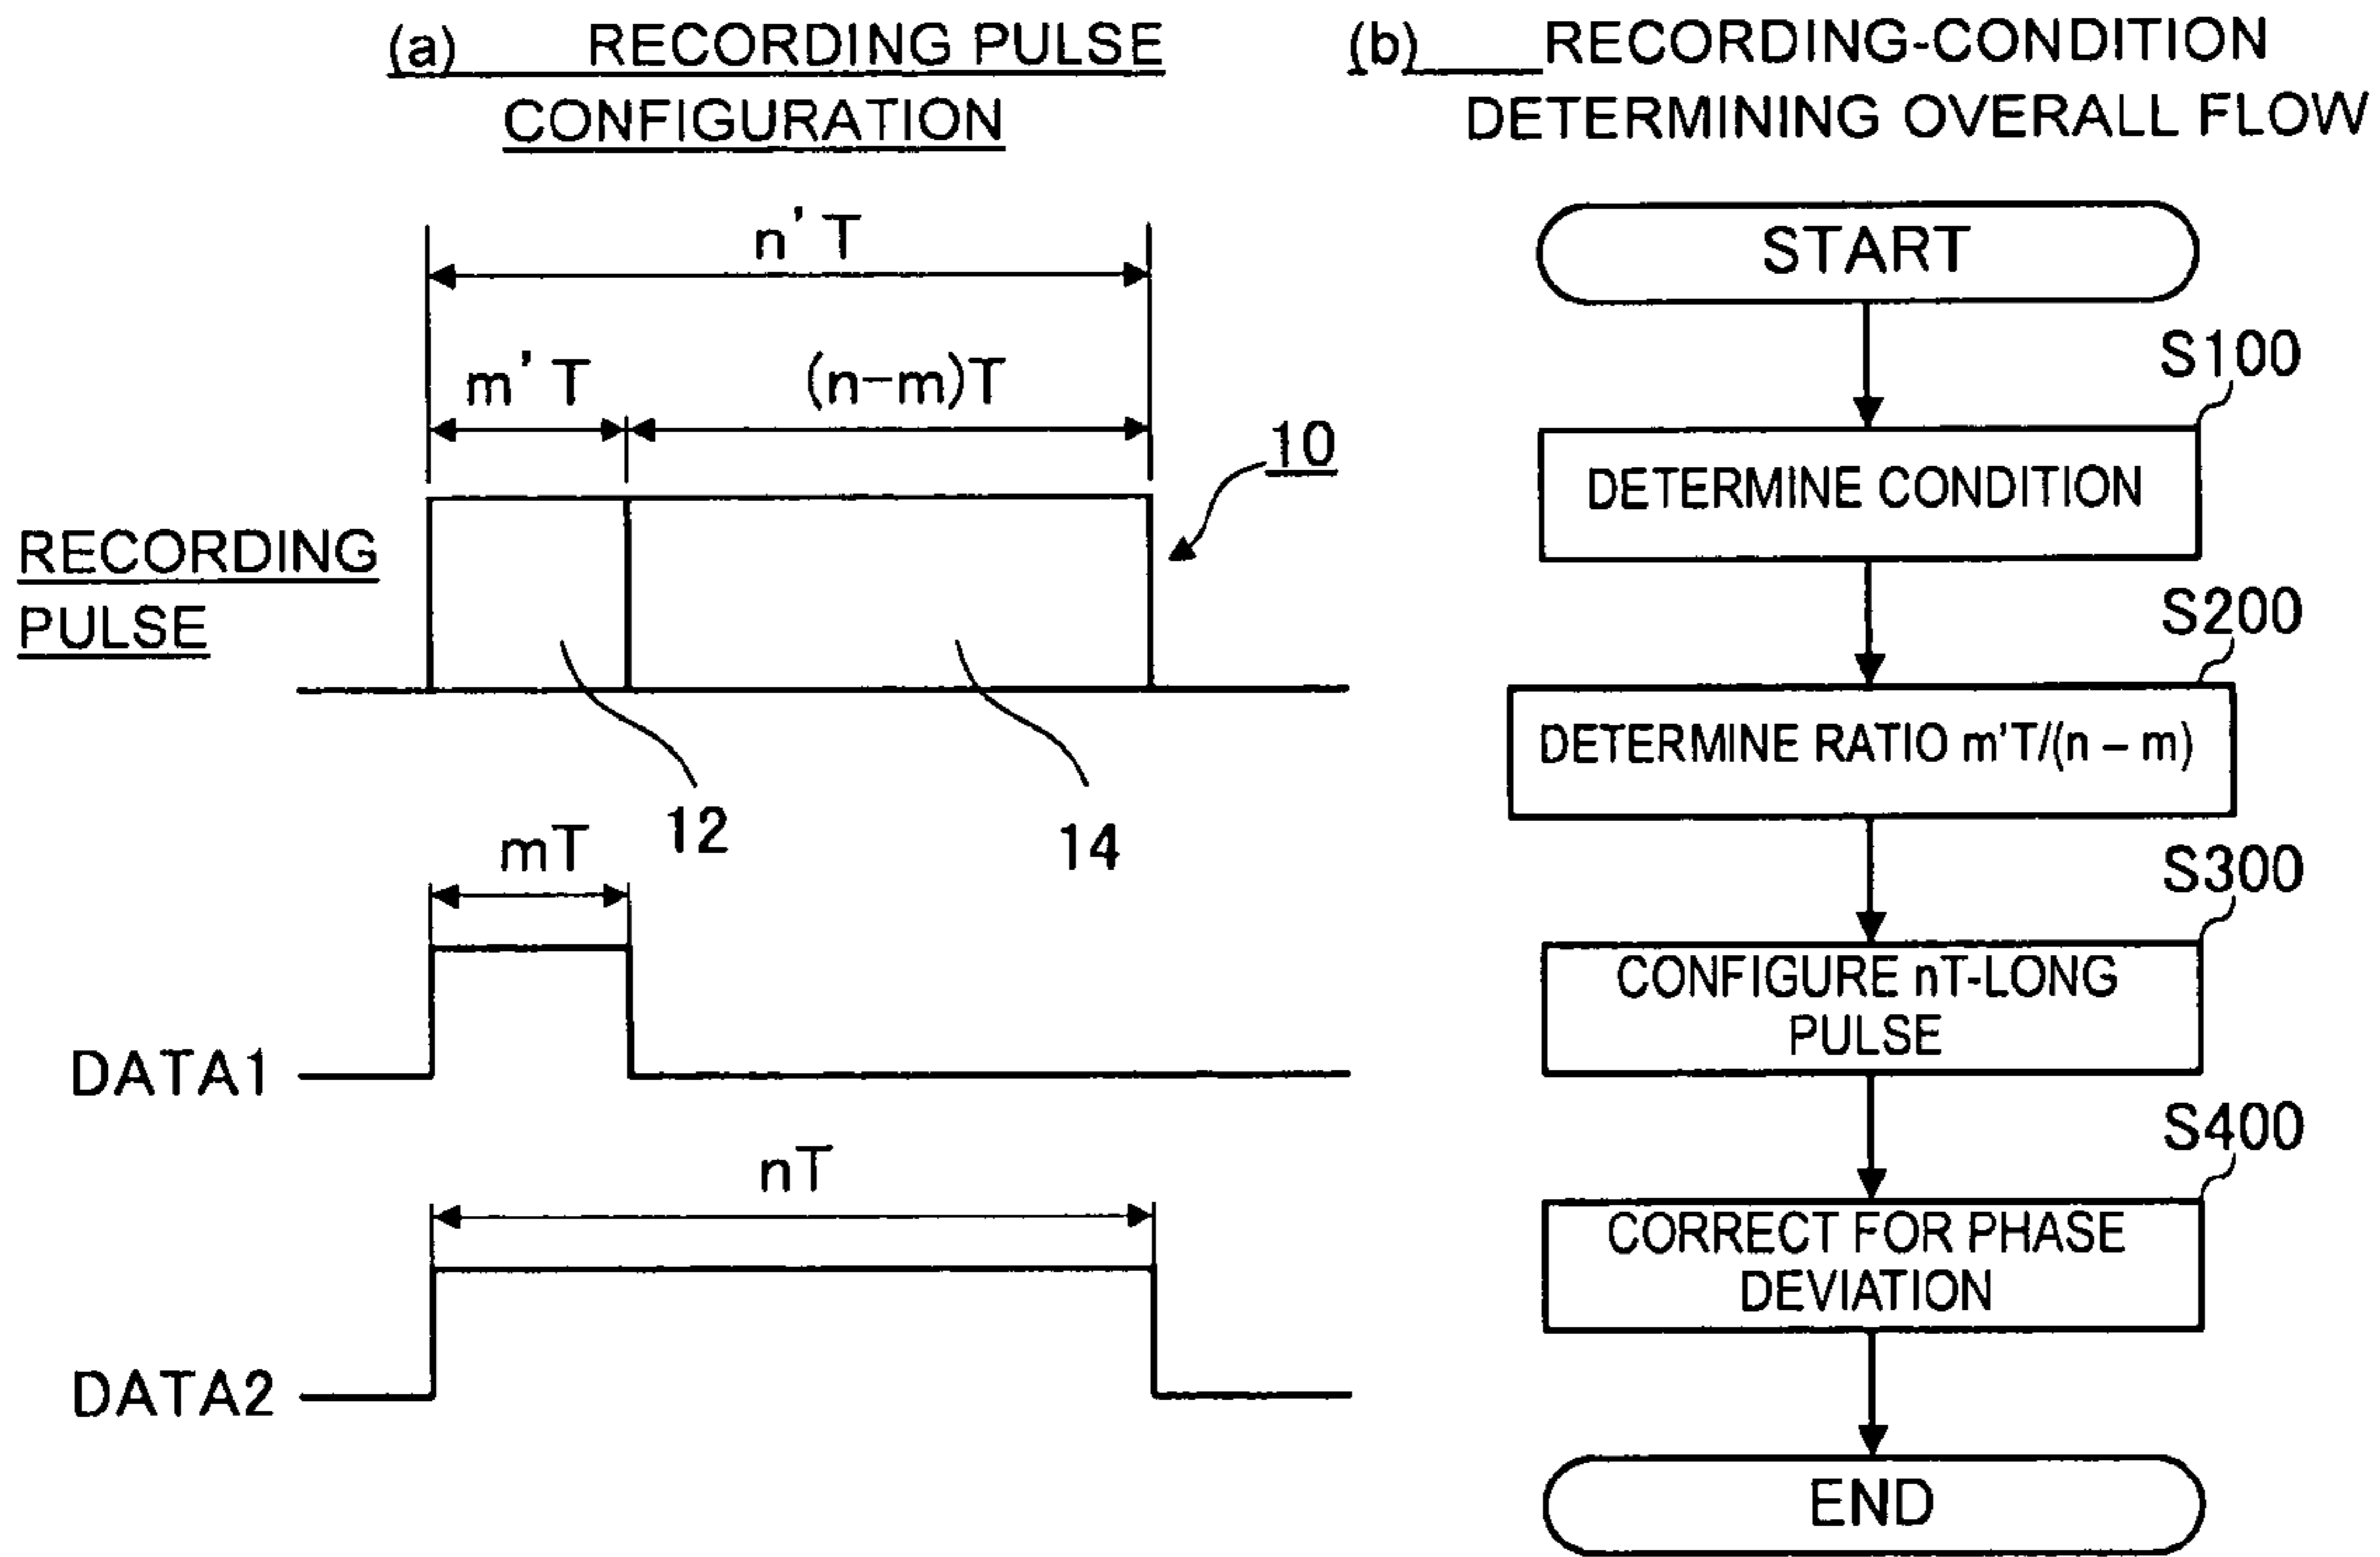 (a) RECORDING PULSE
CONFIGURATION
n' T
m' T
(n-m)T
10
RECORDING
PULSE
12
14
mT
DATA1
nT
DATA2
(b) RECORDING-CONDITION
DETERMINING OVERALL FLOW
START
S100
DETERMINE CONDITION
S200
DETERMINE RATIO m'T/(n – m)
S300
CONFIGURE nT-LONG
PULSE
S400
CORRECT FOR PHASE
DEVIATION
END